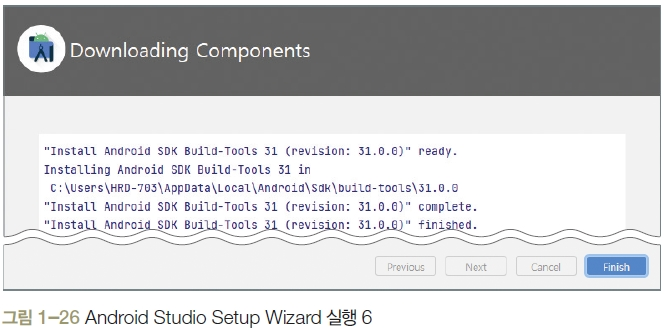 Downloading Components
"Install Android SDK Build-Tools 31 (revision: 31.0.0)" ready.
Installing Android SDK Build-Tools 31 in
C:\Users\HRD-703\AppData\Local\Android\Sdk\build-tools\31.0.0
"Install Android SDK Build-Tools 31 (revision: 31.0.0)" complete.
"Install Android SDK Build-Tools 31 (revision: 31.0.0)" finished.
Previous Next Cancel Finish
그림 1-26 Android Studio Setup Wizard 실행 6